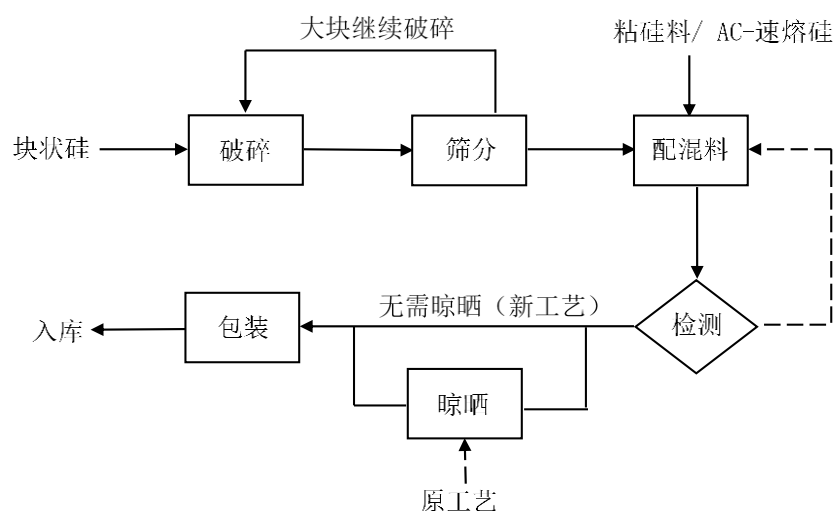 大块继续破碎
粘硅料/ AC-速熔硅
块状硅
破碎
筛分
配混料
无需晾晒（新工艺）
入库
包装
检测
晾晒
原工艺